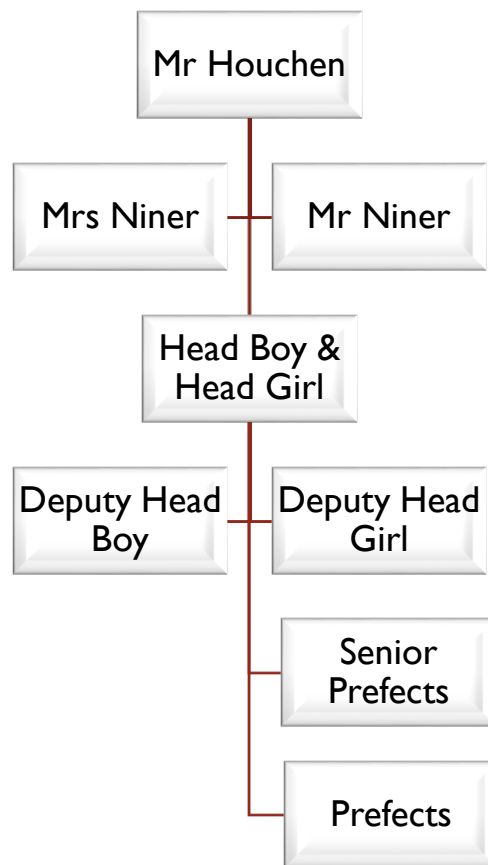 Mr Houchen
Mrs Niner
Mr Niner
Head Boy &
Head Girl
Deputy Head
Boy
Deputy Head
Girl
Senior
Prefects
Prefects